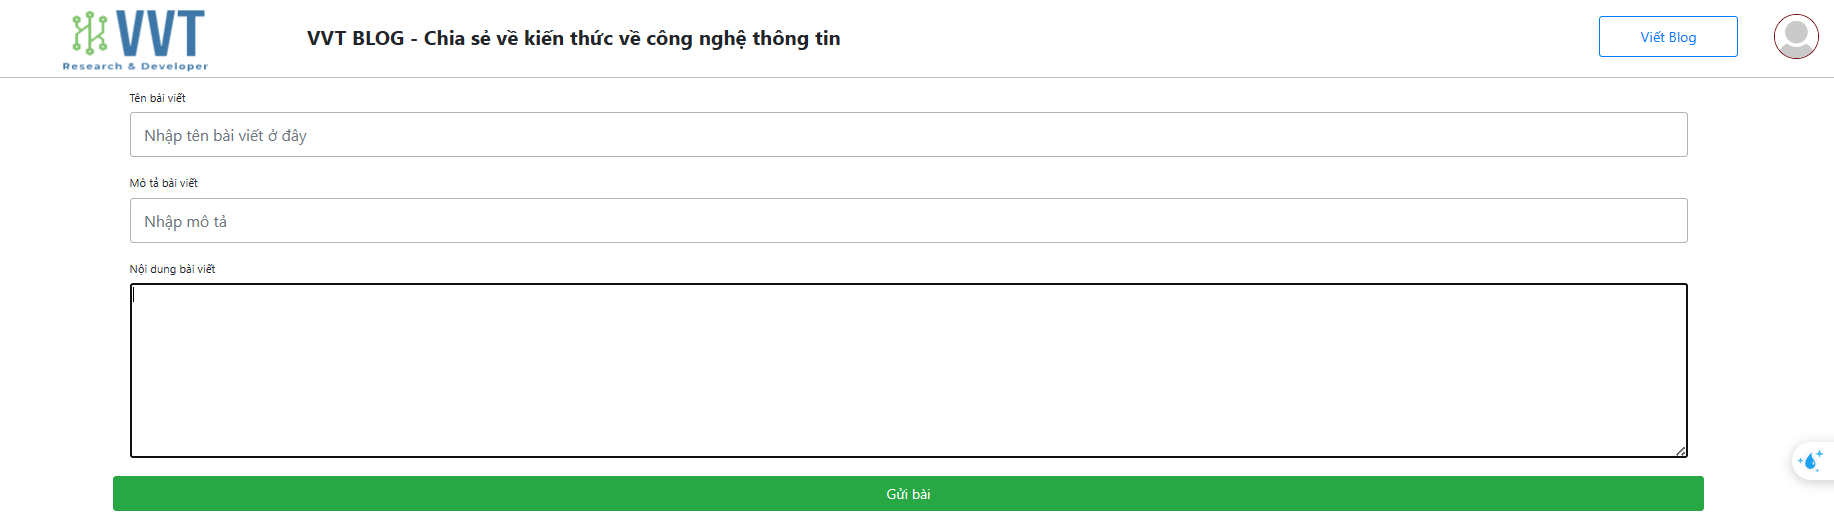 VVT
Research & Developer
VVT BLOG - Chia sẻ về kiến thức về công nghệ thông tin
Viết Blog
Tên bài viết
Nhập tên bài viết ở đây
Mô tả bài viết
Nhập mô tả
Nội dung bài viết
Gửi bài